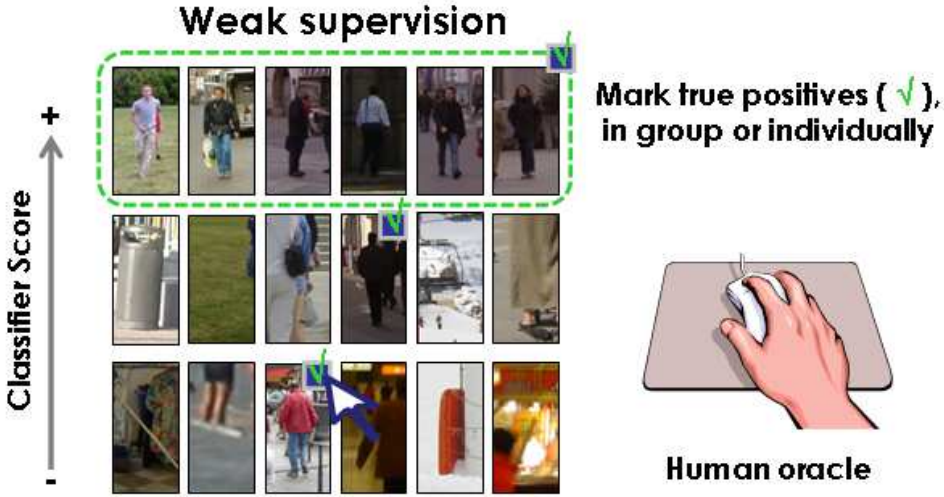 Weak supervision
Mark true positives ( √ ),
in group or individually
+
Classifier Score
-
Human oracle